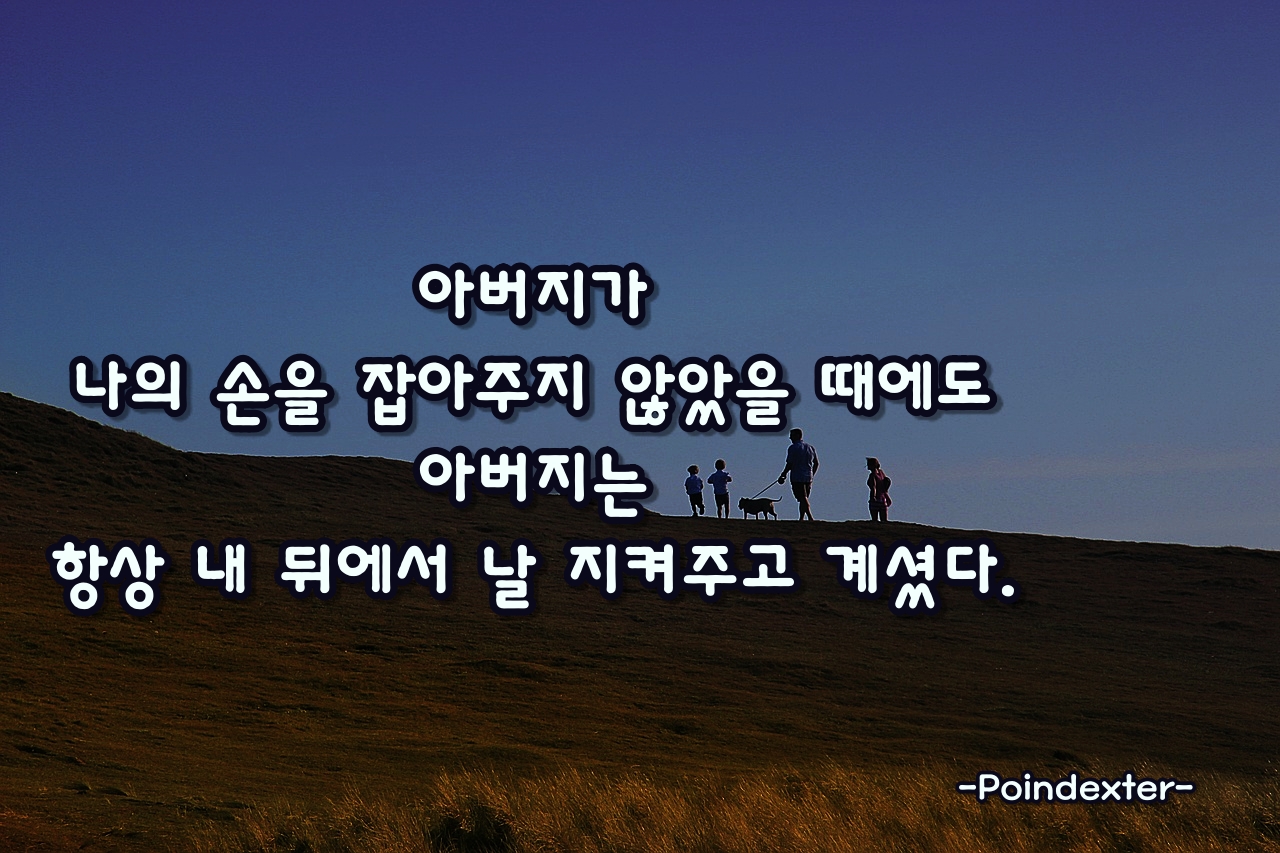 아버지가
나의 손을 잡아주지 않았을 때에도
아버지는
항상 내 뒤에서 날 지켜주고 계셨다.
-Poindexter-